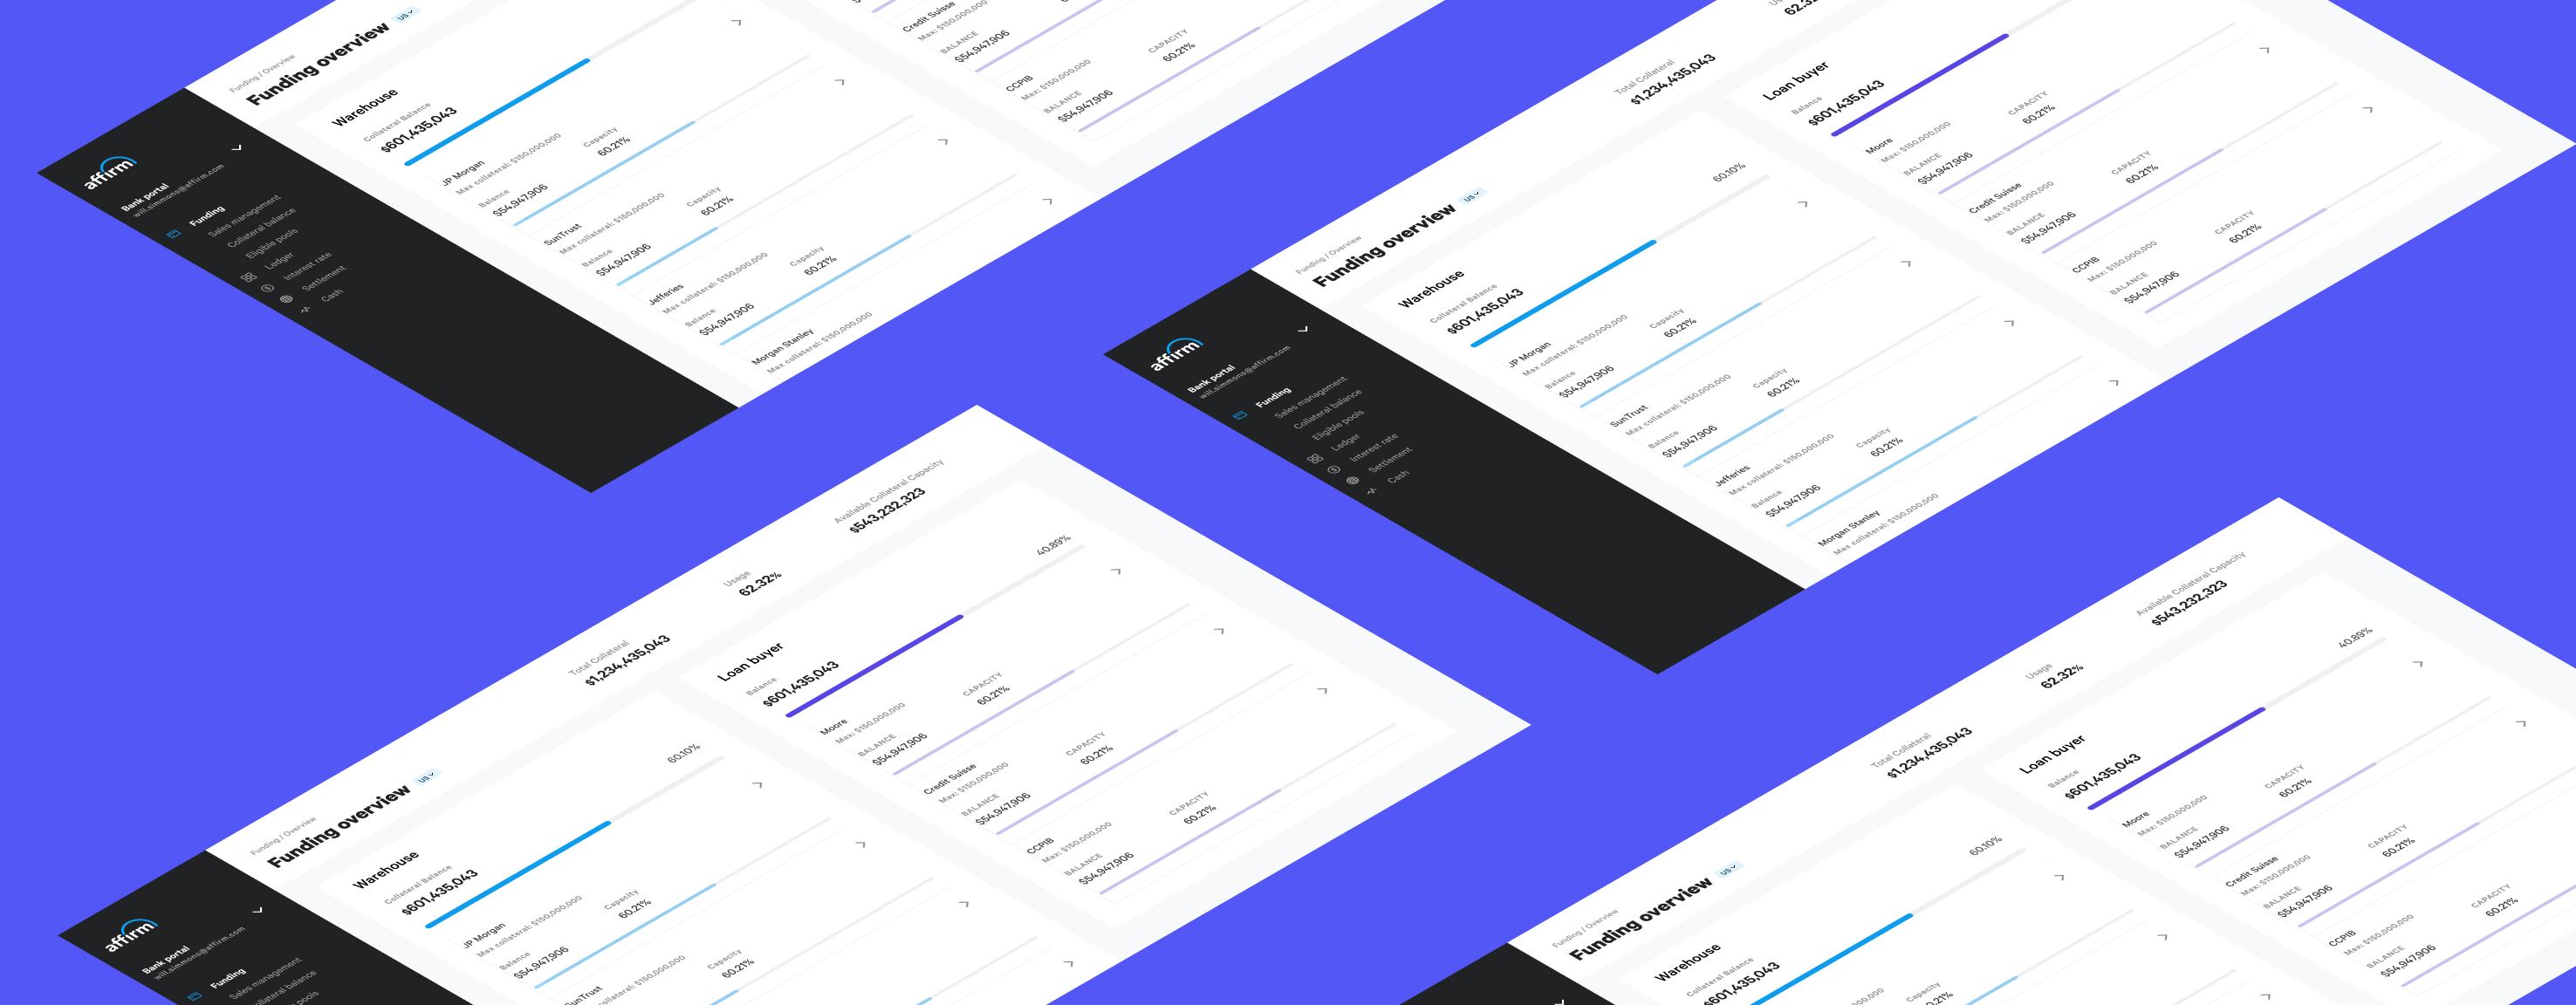 Funding / Overview
Funding overview
US
Warehouse
Collateral Balance
$601,435,043
JP Morgan
Max collateral: $150,000,000
Balance
$54,947,906
Capacity
60.21%
SunTrust
Max collateral: $150,000,000
Balance
$54,947,906
Capacity
60.21%
Jefferies
Max collateral: $150,000,000
Balance
$54,947,906
Capacity
60.21%
Morgan Stanley
Max collateral: $150,000,000
affirm
Bank portal
will.simmons@affirm.com
Funding
Sales management
Collateral balance
Eligible pools
Ledger
Interest rate
Settlement
Cash
Credit Suisse
Max: $150,000,000
BALANCE
$54,947,906
CCPIB
Max: $150,000,000
BALANCE
$54,947,906
CAPACITY
60.21%
Funding / Overview
Funding overview
US
Total Collateral
$1,234,435,043
Warehouse
Collateral Balance
$601,435,043
60.10%
JP Morgan
Max collateral: $150,000,000
Balance
$54,947,906
Capacity
60.21%
SunTrust
Max collateral: $150,000,000
Balance
$54,947,906
Capacity
60.21%
Jefferies
Max collateral: $150,000,000
Balance
$54,947,906
Capacity
60.21%
Morgan Stanley
Max collateral: $150,000,000
Loan buyer
Balance
$601,435,043
Moore
Max: $150,000,000
BALANCE
$54,947,906
CAPACITY
60.21%
Credit Suisse
Max: $150,000,000
BALANCE
$54,947,906
CAPACITY
60.21%
CCPIB
Max: $150,000,000
BALANCE
$54,947,906
CAPACITY
60.21%
affirm
Bank portal
will.simmons@affirm.com
Funding
Sales management
Collateral balance
Eligible pools
Ledger
Interest rate
Settlement
Cash
Funding / Overview
Funding overview
US
Total Collateral
$1,234,435,043
Usage
62.32%
Available Collateral Capacity
$543,232,323
Warehouse
Collateral Balance
$601,435,043
60.10%
JP Morgan
Max collateral: $150,000,000
Balance
$54,947,906
Capacity
60.21%
SunTrust
collateral: $150,000,000
Capacity
60.21%
Loan buyer
Balance
$601,435,043
40.89%
Moore
Max: $150,000,000
BALANCE
$54,947,906
CAPACITY
60.21%
Credit Suisse
Max: $150,000,000
BALANCE
$54,947,906
CAPACITY
60.21%
CCPIB
Max: $150,000,000
BALANCE
$54,947,906
CAPACITY
60.21%
affirm
Bank portal
will.simmons@affirm.com
Funding
Sales management
Collateral balance
pools
Funding / Overview
Funding overview
US
Total Collateral
$1,234,435,043
Usage
62.32%
Available Collateral Capacity
$543,232,323
Warehouse
Collateral Balance
$601,435,043
60.10%
$150,000,000
Capacity
Loan buyer
Balance
$601,435,043
40.89%
Moore
Max: $150,000,000
BALANCE
$54,947,906
CAPACITY
60.21%
Credit Suisse
Max: $150,000,000
BALANCE
$54,947,906
CAPACITY
60.21%
CCPIB
Max: $150,000,000
BALANCE
$54,947,906
CAPACITY
60.21%